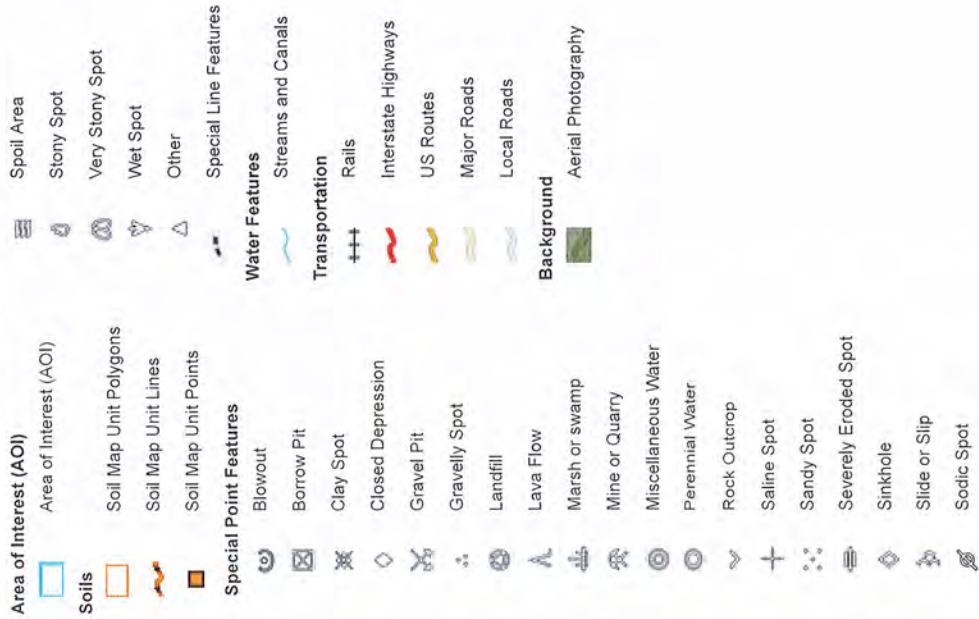 Area of Interest (AOI)
Area of Interest (AOI)
Soils
Soil Map Unit Polygons
Soil Map Unit Lines
Soil Map Unit Points
Special Point Features
Blowout
Borrow Pit
Clay Spot
Closed Depression
Gravel Pit
Gravelly Spot
Landfill
Lava Flow
Marsh or swamp
Mine or Quarry
Miscellaneous Water
Perennial Water
Rock Outcrop
Saline Spot
Sandy Spot
Severely Eroded Spot
Sinkhole
Slide or Slip
Sodic Spot
Spoil Area
Stony Spot
Very Stony Spot
Wet Spot
Other
Special Line Features
Water Features
Streams and Canals
Transportation
Rails
Interstate Highways
US Routes
Major Roads
Local Roads
Background
Aerial Photography